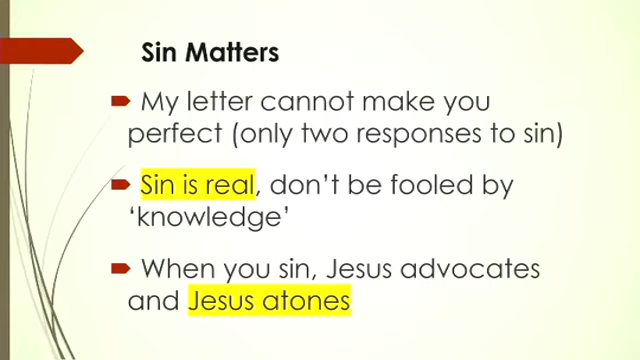 Sin Matters
My letter cannot make you
perfect (only two responses to sin)
Sin is real, don't be fooled by
‘knowledge’
When you sin, Jesus advocates
and Jesus atones